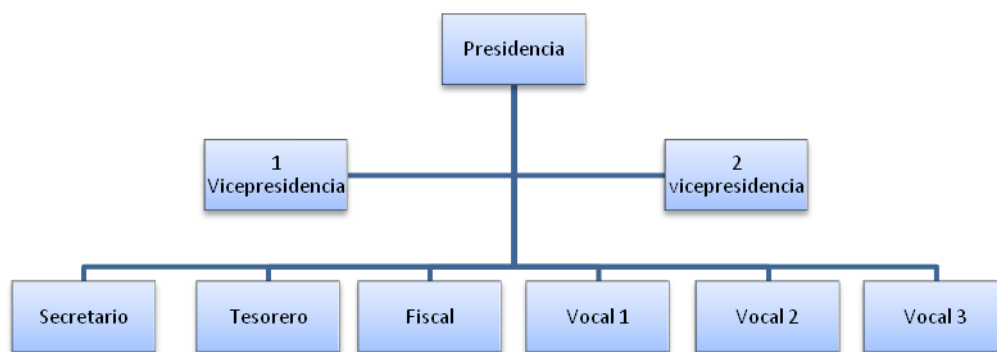 Presidencia
1
Vicepresidencia
2
vicepresidencia
Secretario
Tesorero
Fiscal
Vocal 1
Vocal 2
Vocal 3